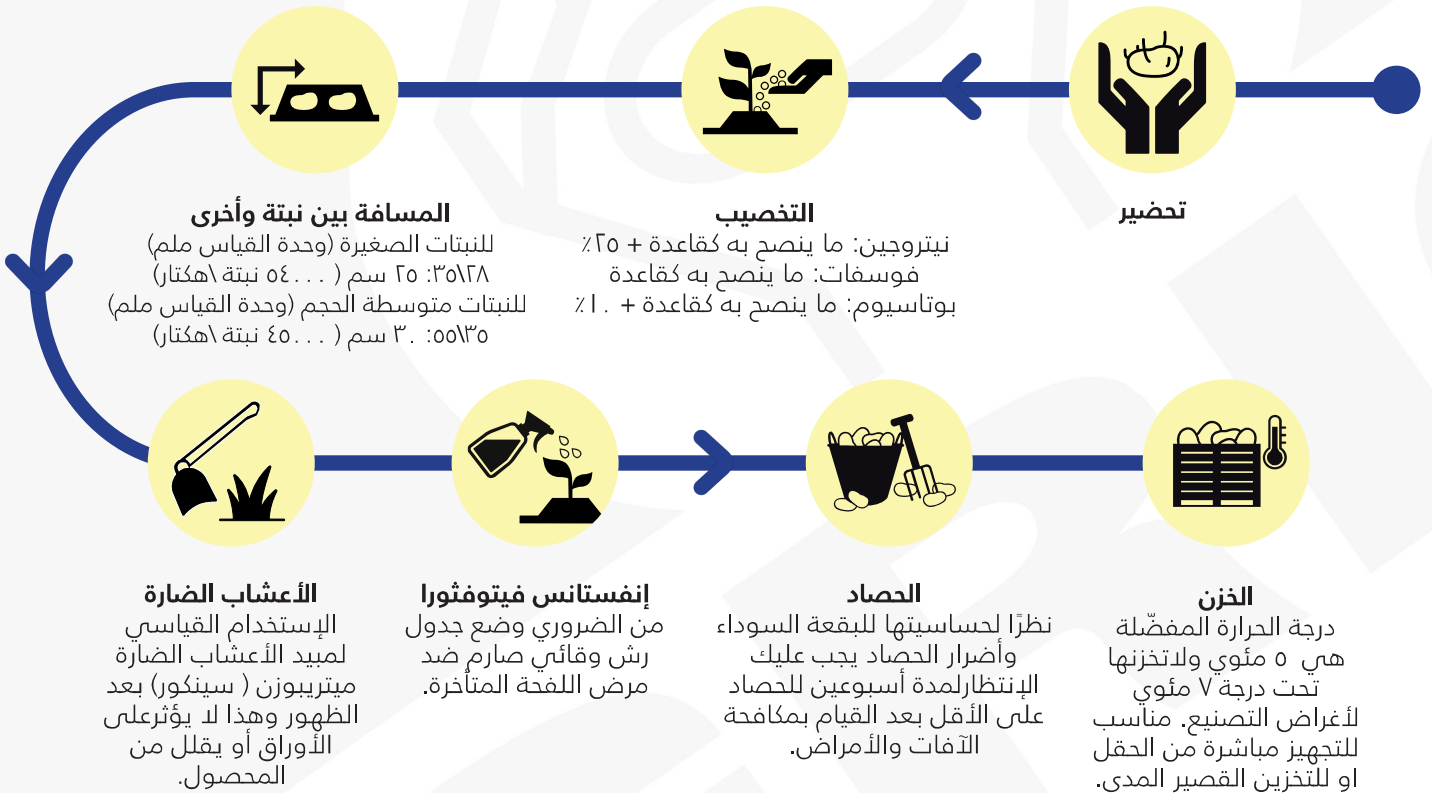 تحضير
التخصيب
نيتروجين: ما ينصح به كقاعدة + ٢٥٪
فوسفات: ما ينصح به كقاعدة
بوتاسيوم: ما ينصح به كقاعدة + ١٠٪
المسافة بين نبتة وأخرى
للنبتات الصغيرة (وحدة القياس ملم)
٣٥\٢٨: ٢٥ سم ( ٥٤٠٠٠ نبتة \هكتار)
للنبتات متوسطة الحجم (وحدة القياس ملم)
٥٥\٣٥: ٣٠ سم ( ٤٥٠٠٠ نبتة \هكتار)
الأعشاب الضارة
الإستخدام القياسي
لمبيد الأعشاب الضارة
ميتريبوزن ( سينكور) بعد
الظهور وهذا لا يؤثرعلى
الأوراق أو يقلل من
المحصول.
إنفستانس فيتوفثورا
من الضروري وضع جدول
رش وقائي صارم ضد
مرض اللفحة المتأخرة.
الحصاد
نظرًا لحساسيتها للبقعة السوداء
وأضرار الحصاد يجب عليك
الإنتظارلمدة أسبوعين للحصاد
على الأقل بعد القيام بمكافحة
الآفات والأمراض.
الخزن
درجة الحرارة المفضّلة
هي ٥ مئوي ولاتخزنها
تحت درجة ٧ مئوي
لأغراض التصنيع. مناسب
للتجهيز مباشرة من الحقل
او للتخزين القصير المدى.